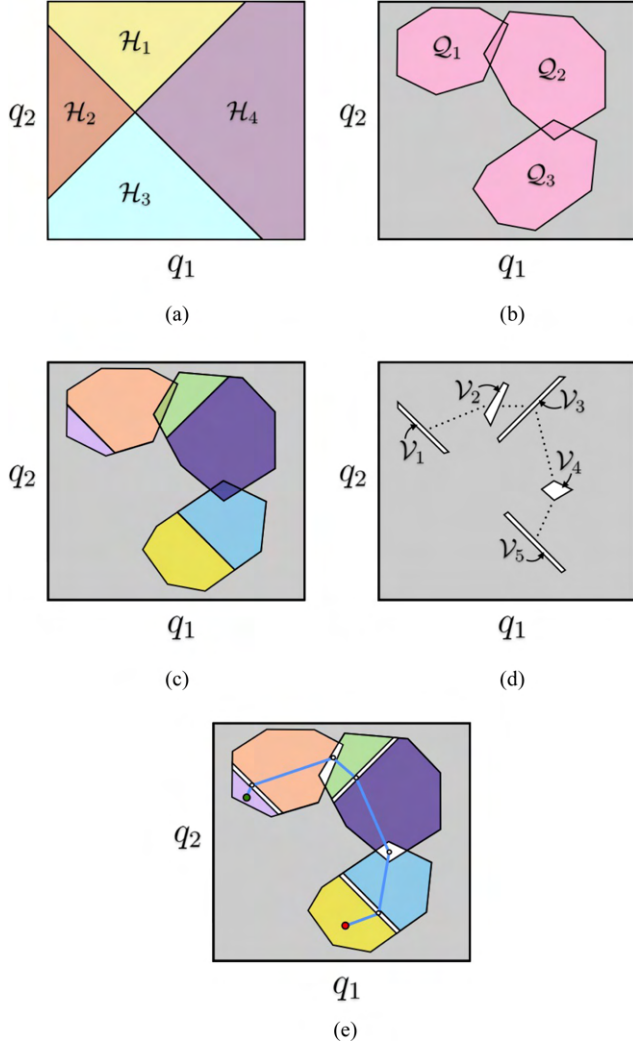 ℋ₁
q₂ ℋ₂ ℋ₄
ℋ₃
q₁
(a)
𝒬₁
q₂ 𝒬₂
𝒬₃
q₁
(b)
q₂
q₁
(c)
𝒱₂
𝒱₃
𝒱₁
q₂ 𝒱₄
𝒱₅
q₁
(d)
q₂
q₁
(e)